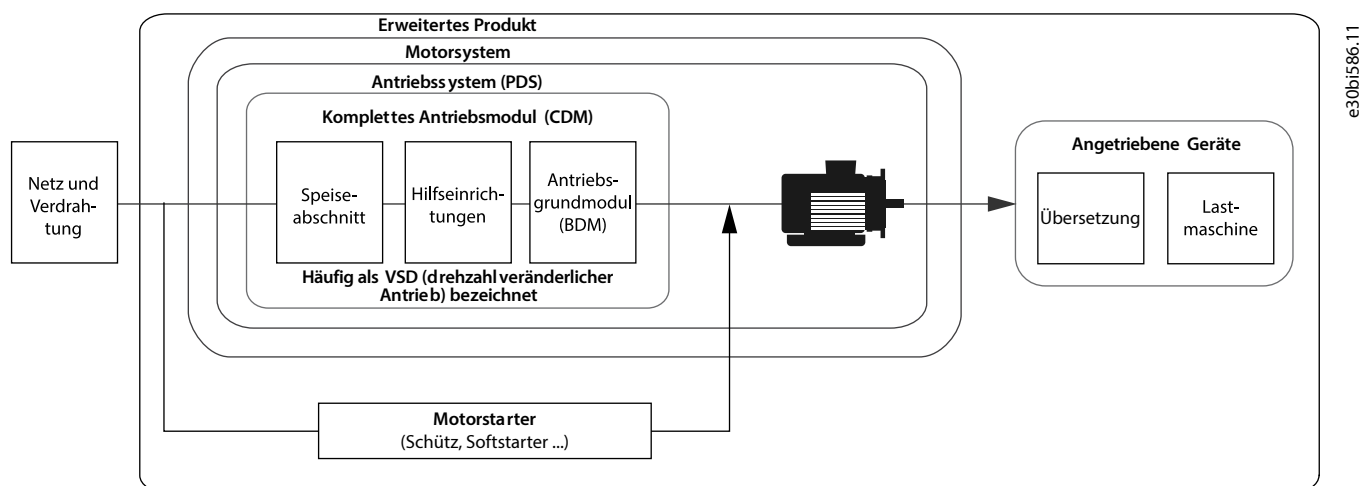 Erweitertes Produkt
Motorsystem
Antriebssystem (PDS)
Komplettes Antriebsmodul (CDM)
Netz und
Verdrah-
tung
Speise-
abschnitt
Hilfseinrich-
tungen
Antriebs-
grundmodul
(BDM)
Häufig als VSD (drehzahlveränderlicher
Antrieb) bezeichnet
Angetriebene Geräte
Übersetzung
Last-
maschine
Motorstarter
(Schütz, Softstarter ...)
e30bi586.11